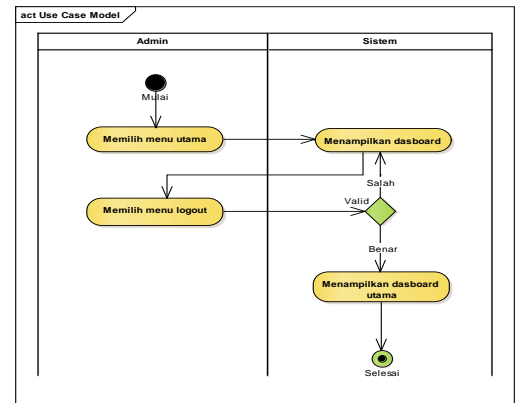 act Use Case Model
Admin
Sistem
Mulai
Memilih menu utama
Menampilkan dasboard
Salah
Memilih menu logout
Valid
Benar
Menampilkan dasboard
utama
Selesai